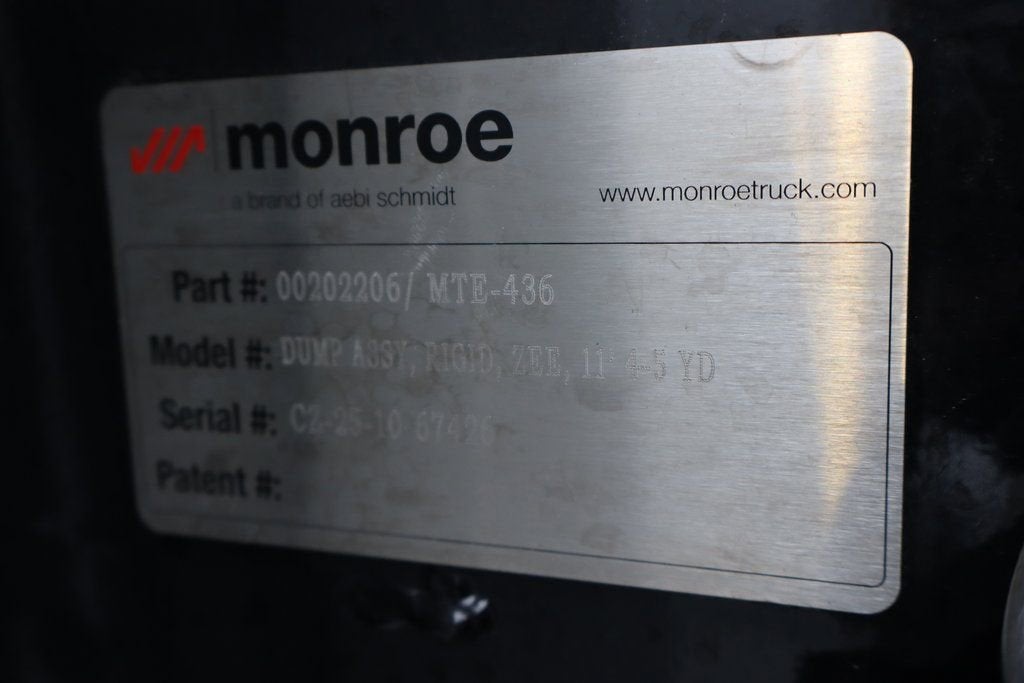 monroe
a brand of aebi schmidt
www.monroetruck.com
Part #: 00202206/ MTE-436
Model #: DUMP ASSY, RIGID, ZEE, 11' 4-5 YD
Serial #: CZ-25-10 67426
Patent #: